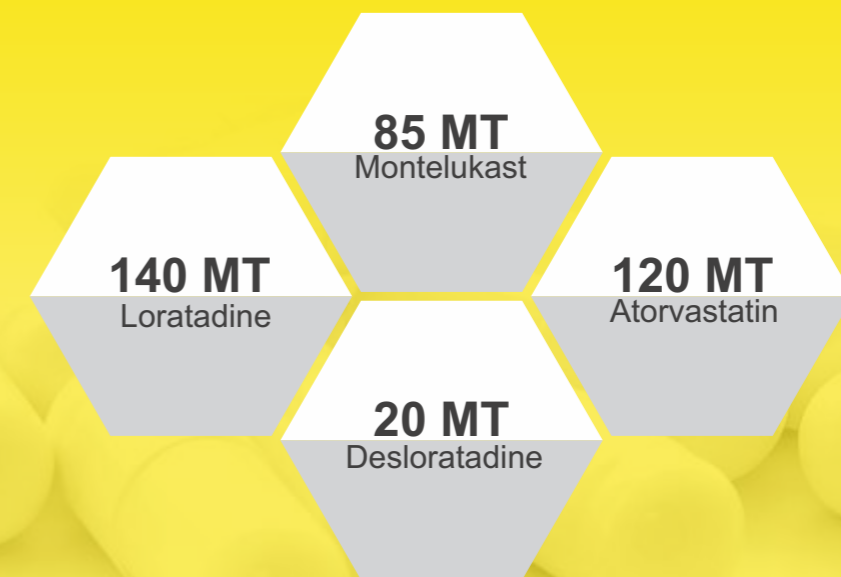 85 MT
Montelukast
140 MT
Loratadine
120 MT
Atorvastatin
20 MT
Desloratadine